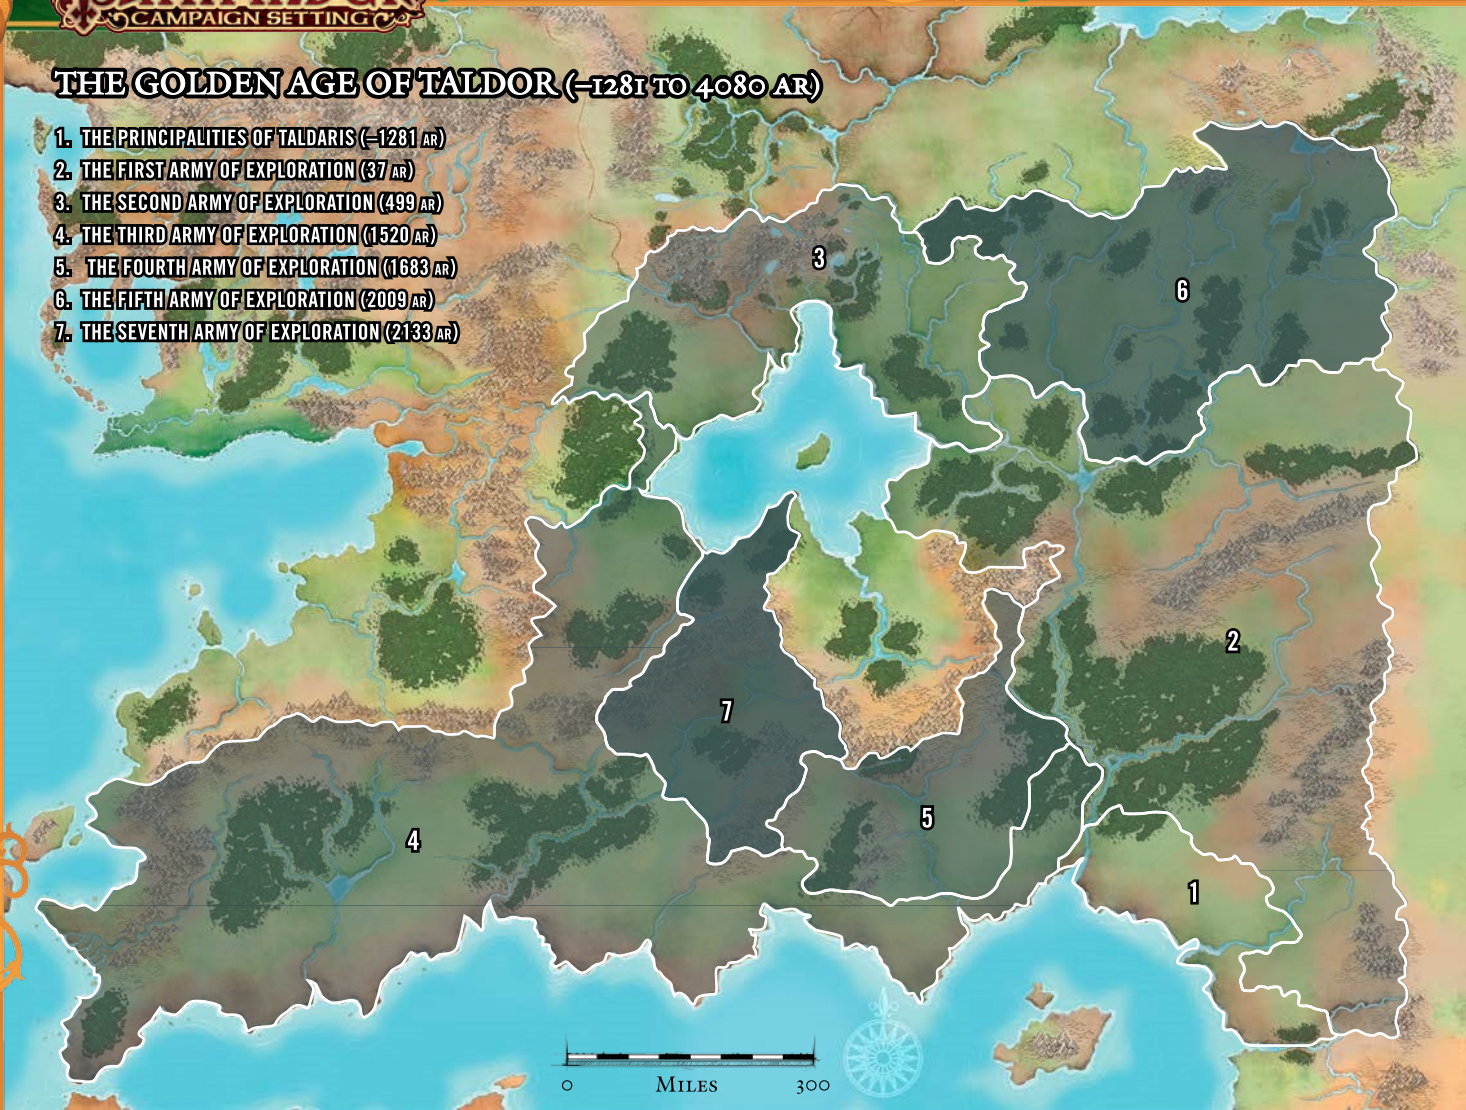 CAMPAIGN SETTING
THE GOLDEN AGE OF TALDOR (–1281 TO 4080 AR)
1. THE PRINCIPALITIES OF TALDARIS (–1281 AR)
2. THE FIRST ARMY OF EXPLORATION (37 AR)
3. THE SECOND ARMY OF EXPLORATION (499 AR)
4. THE THIRD ARMY OF EXPLORATION (1520 AR)
5. THE FOURTH ARMY OF EXPLORATION (1683 AR)
6. THE FIFTH ARMY OF EXPLORATION (2009 AR)
7. THE SEVENTH ARMY OF EXPLORATION (2133 AR)
3
6
2
7
5
4
1
0 MILES 300